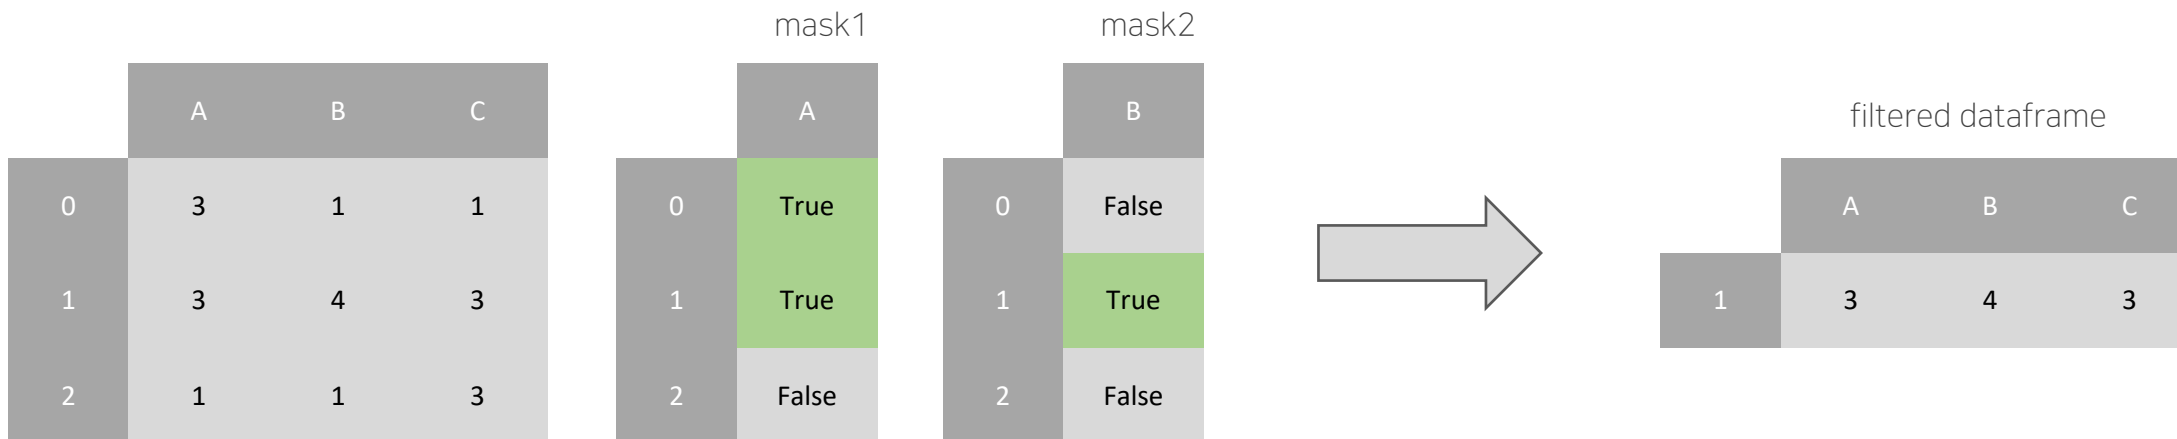 mask1 mask2
A B C A B
filtered dataframe
0 3 1 1 0 True 0 False A B C
1 3 4 3 1 True 1 True 1 3 4 3
2 1 1 3 2 False 2 False